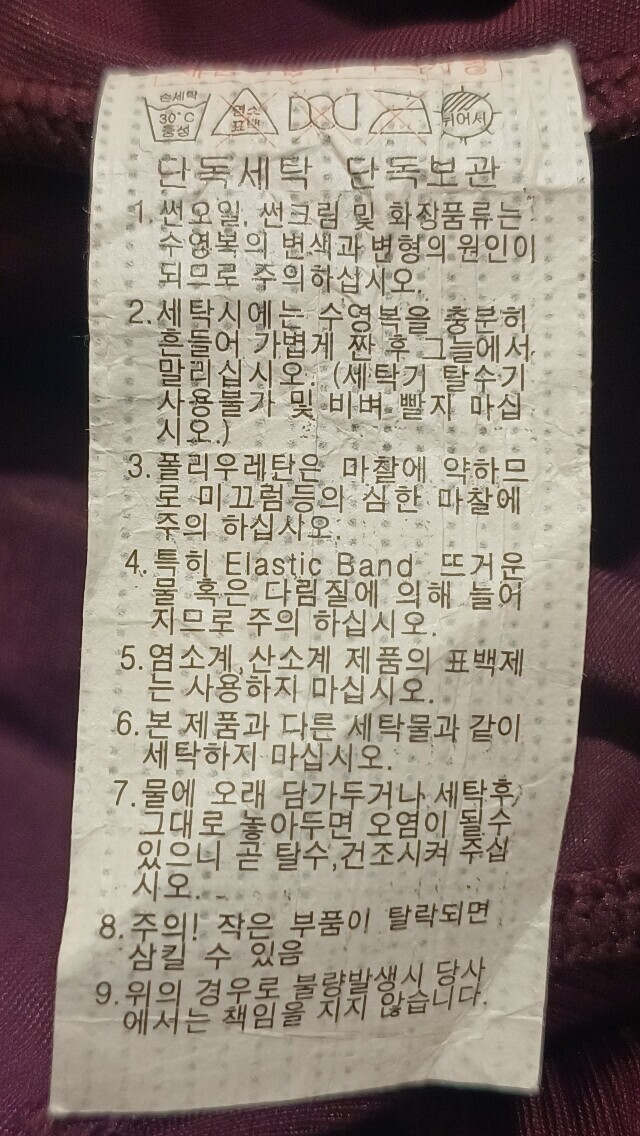 손세탁
30°C
중성
염소
표백
뉘어서
단독세탁 단독보관
1. 썬오일, 썬크림 및 화장품류는
수영복의 변색과 변형의 원인이
되므로 주의하십시오.
2. 세탁시에는 수영복을 충분히
흔들어 가볍게 짠 후 그늘에서
말리십시오. (세탁기 탈수기
사용불가 및 비벼 빨지 마십
시오.)
3. 폴리우레탄은 마찰에 약하므
로 미끄럼등의 심한 마찰에
주의 하십시오.
4. 특히 Elastic Band 뜨거운
물 혹은 다림질에 의해 늘어
지므로 주의 하십시오.
5. 염소계,산소계 제품의 표백제
는 사용하지 마십시오.
6. 본 제품과 다른 세탁물과 같이
세탁하지 마십시오.
7. 물에 오래 담가두거나 세탁후
그대로 놓아두면 오염이 될수
있으니 곧 탈수,건조시켜 주십
시오.
8. 주의! 작은 부품이 탈락되면
삼킬 수 있음
9. 위의 경우로 불량발생시 당사
에서는 책임을 지지 않습니다.